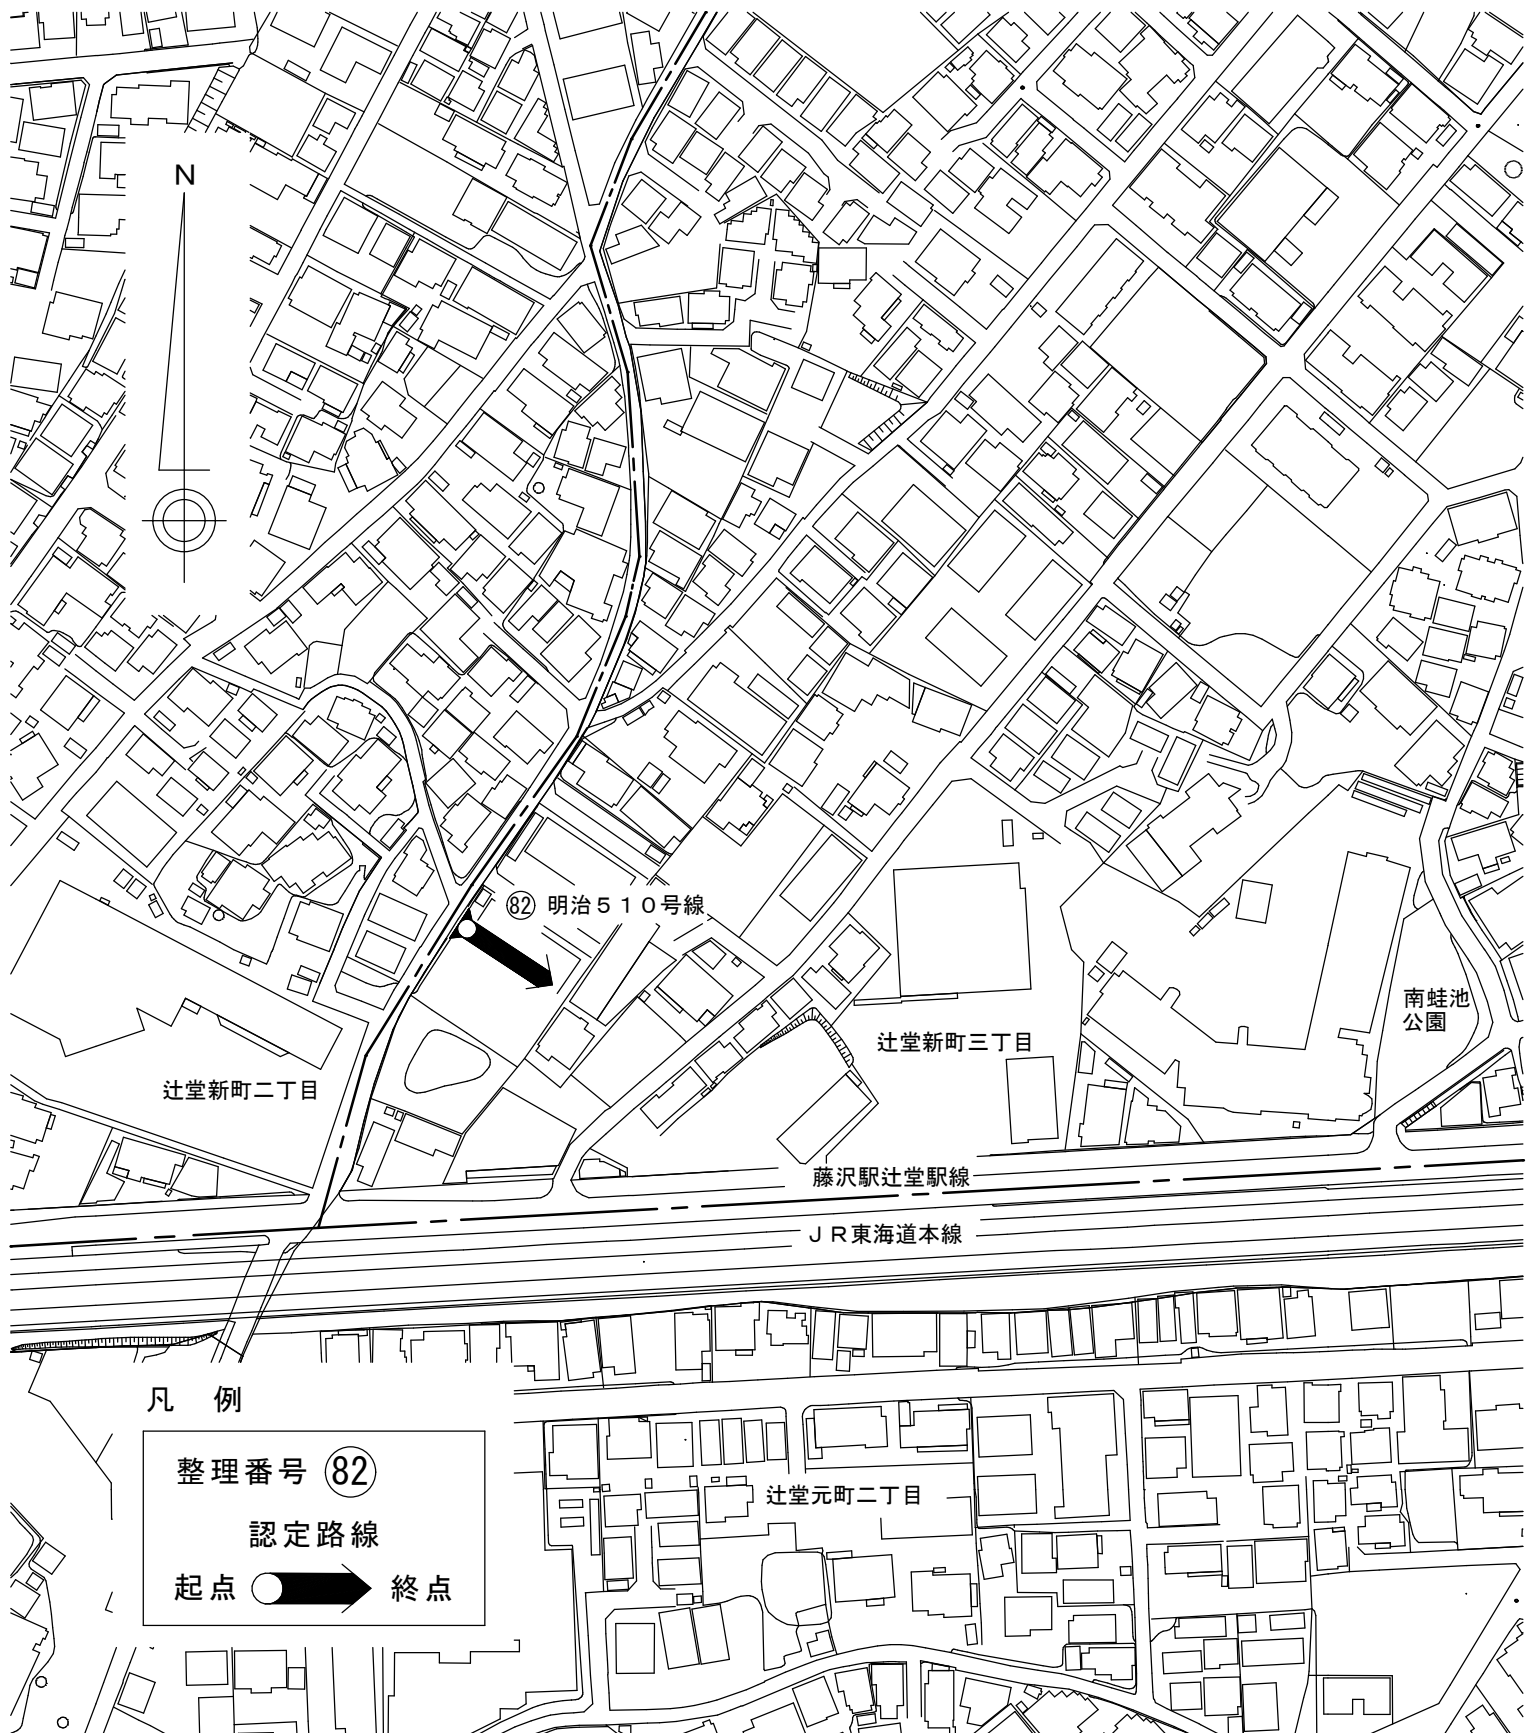 N
㉘ 明治５１０号線
南蛙池
公園
辻堂新町三丁目
辻堂新町二丁目
藤沢駅辻堂駅線
ＪＲ東海道本線
凡 例
整理番号 82
認定路線
起点 終点
辻堂元町二丁目